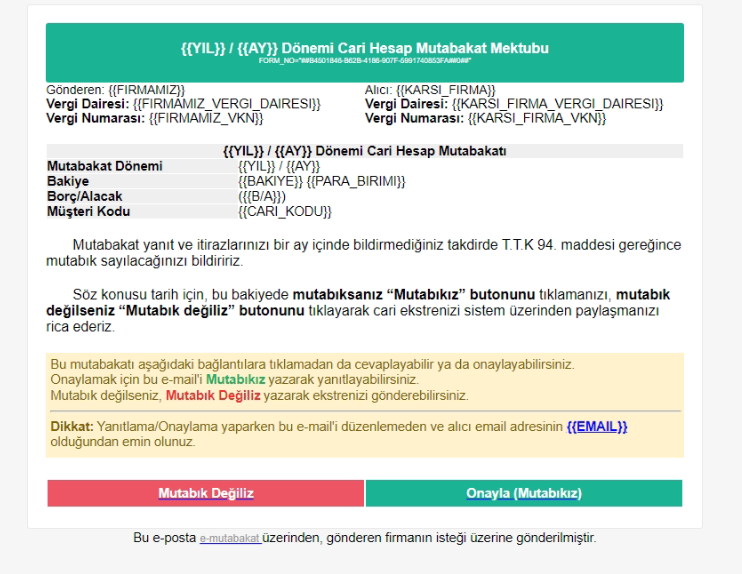 {{YIL}} / {{AY}} Dönemi Cari Hesap Mutabakat Mektubu
Gönderen: {{FIRMAMIZ}}
Vergi Dairesi: {{FIRMAMIZ_VERGI_DAIRESI}}
Vergi Numarası: {{FIRMAMIZ_VKN}}
Alıcı: {{KARSI_FIRMA}}
Vergi Dairesi: {{KARSI_FIRMA_VERGI_DAIRESI}}
Vergi Numarası: {{KARSI_FIRMA_VKN}}
{{YIL}} / {{AY}} Dönemi Cari Hesap Mutabakatı
Mutabakat Dönemi {{YIL}} / {{AY}}
Bakiye {{BAKIYE}} {{PARA_BIRIMI}}
Borç/Alacak ({{B/A}})
Müşteri Kodu {{CARI_KODU}}
Mutabakat yanıt ve itirazlarınızı bir ay içinde bildirmediğiniz takdirde T.T.K 94. maddesi gereğince
mutabık sayılacağınızı bildiririz.
Söz konusu tarih için, bu bakiyede mutabıksanız “Mutabıkız” butonunu tıklamanızı, mutabık
değilseniz “Mutabık değiliz” butonunu tıklayarak cari ekstrenizi sistem üzerinden paylaşmanızı
rica ederiz.
Bu mutabakatı aşağıdaki bağlantılara tıklamadan da cevaplayabilir ya da onaylayabilirsiniz.
Onaylamak için bu e-mail'i Mutabıkız yazarak yanıtlayabilirsiniz.
Mutabık değilseniz, Mutabık Değiliz yazarak ekstrenizi gönderebilirsiniz.
Dikkat: Yanıtlama/Onaylama yaparken bu e-mail'i düzenlemeden ve alıcı email adresinin {{EMAIL}}
olduğundan emin olunuz.
Mutabık Değiliz
Onayla (Mutabıkız)
Bu e-posta e-mutabakat üzerinden, gönderen firmanın isteği üzerine gönderilmiştir.